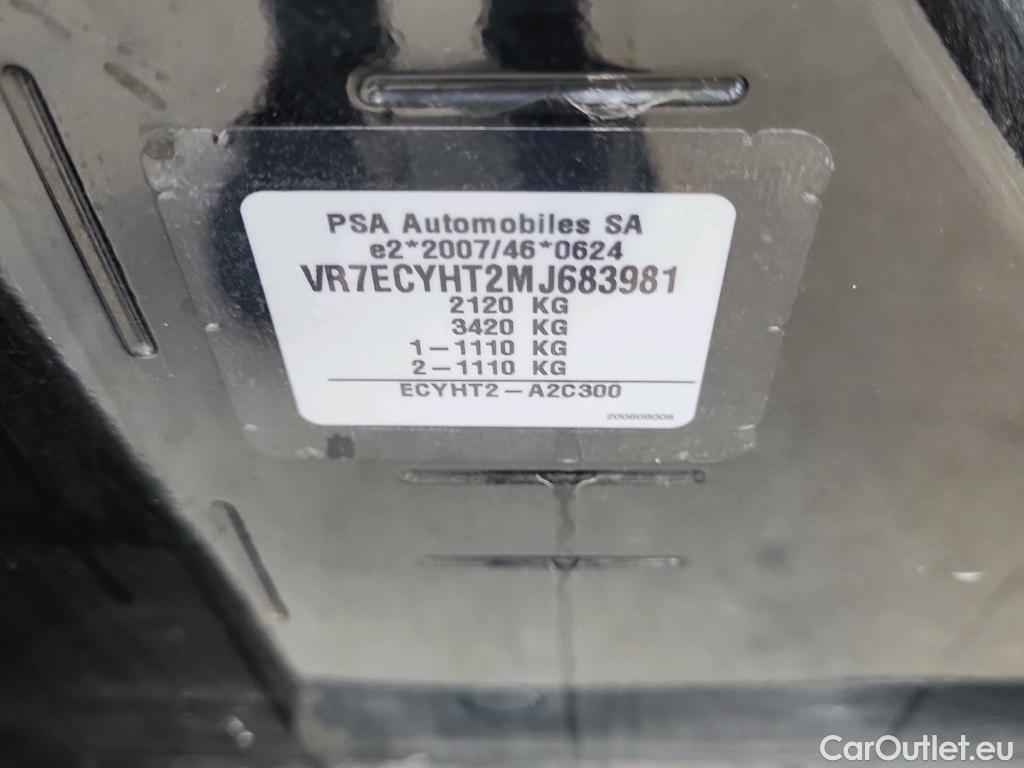 PSA Automobiles SA
e2*2007/46*0624
VR7ECYHT2MJ683981
2120 KG
3420 KG
1-1110 KG
2-1110 KG
ECYHT2-A2C300
200609008
CarOutlet.eu